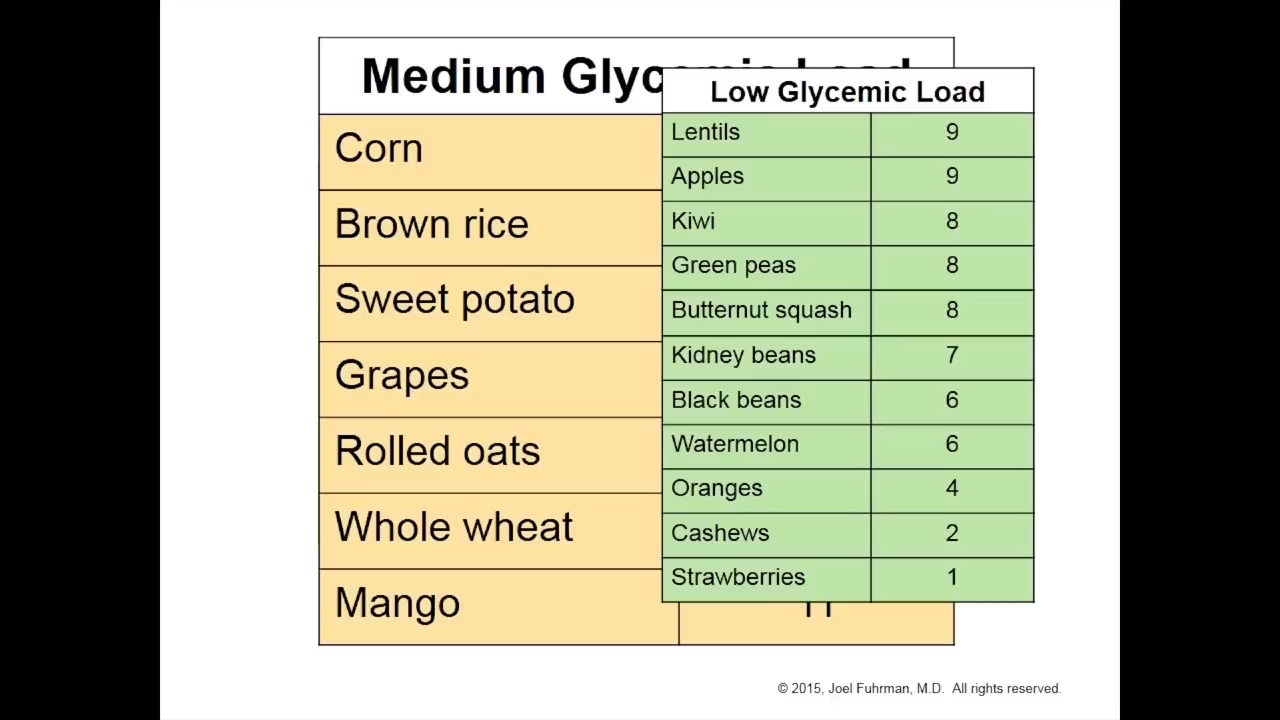 Medium Glyc
Corn
Brown rice
Sweet potato
Grapes
Rolled oats
Whole wheat
Mango
Low Glycemic Load
Lentils 9
Apples 9
Kiwi 8
Green peas 8
Butternut squash 8
Kidney beans 7
Black beans 6
Watermelon 6
Oranges 4
Cashews 2
Strawberries 1
© 2015, Joel Fuhrman, M.D. All rights reserved.